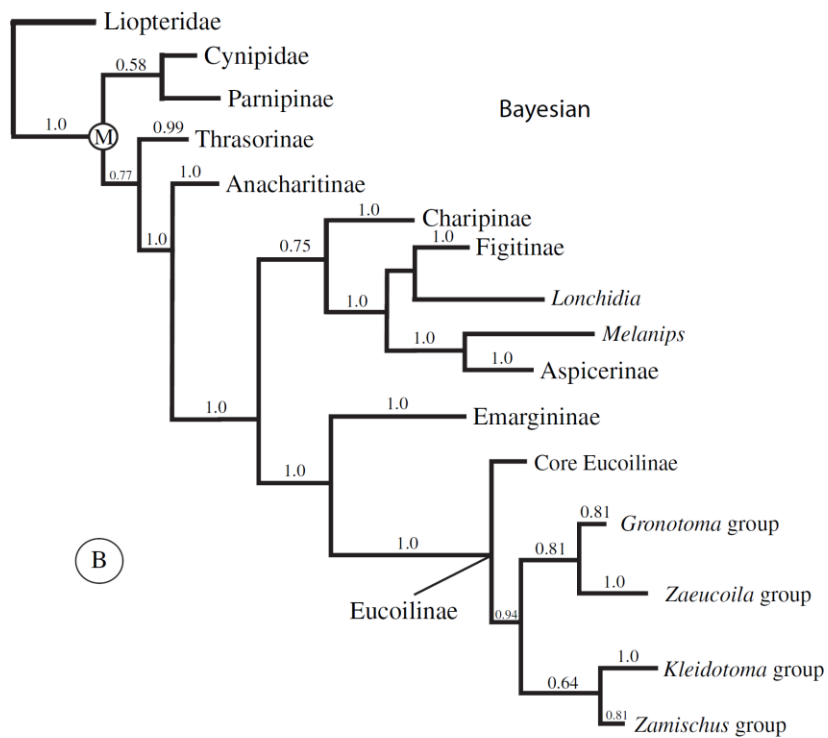 Liopteridae
0.58
Cynipidae
Parnipinae
Bayesian
1.0
M
0.99
Thrasorinae
0.77
1.0
Anacharitinae
1.0
1.0
Charipinae
0.75
1.0
Figitinae
1.0
Lonchidia
1.0
Melanips
1.0
Aspicerinae
1.0
1.0
Emargininae
1.0
Core Eucoilinae
0.81
Gronotoma group
1.0
0.81
B
1.0
Zaeucoila group
Eucoilinae
0.94
1.0
Kleidotoma group
0.64
0.81
Zamischus group